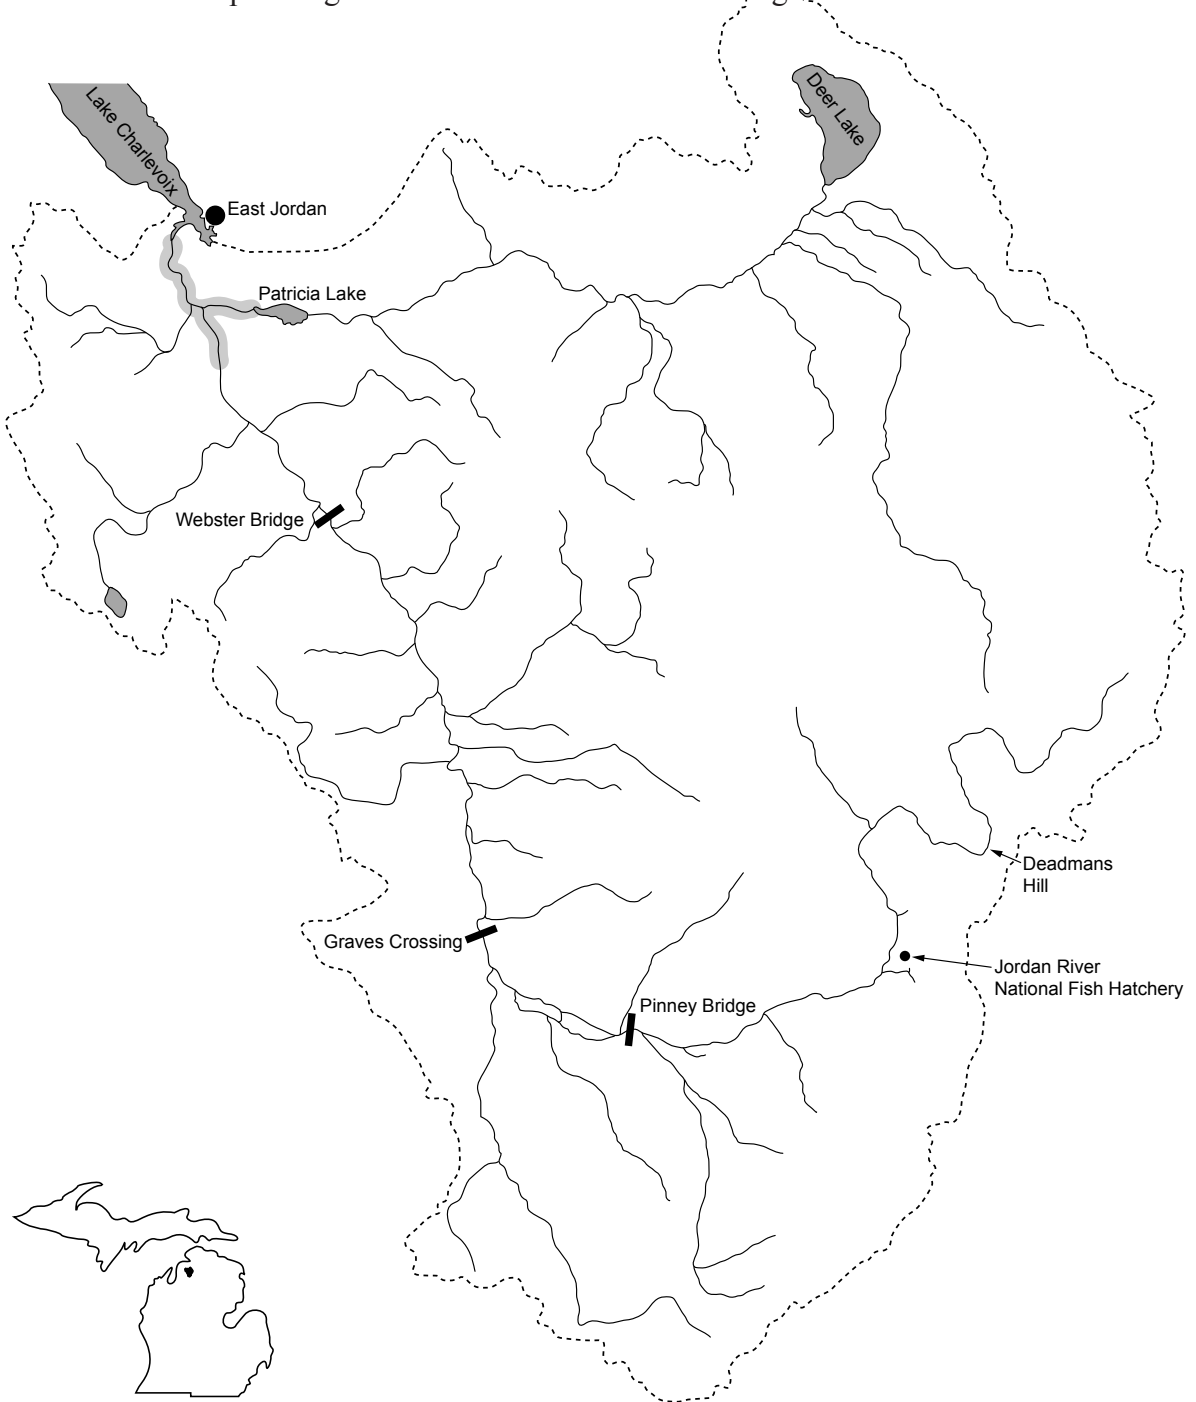 Deer Lake
Lake Charlevoix
East Jordan
Patricia Lake
Webster Bridge
Deadmans
Hill
Graves Crossing
Jordan River
National Fish Hatchery
Pinney Bridge